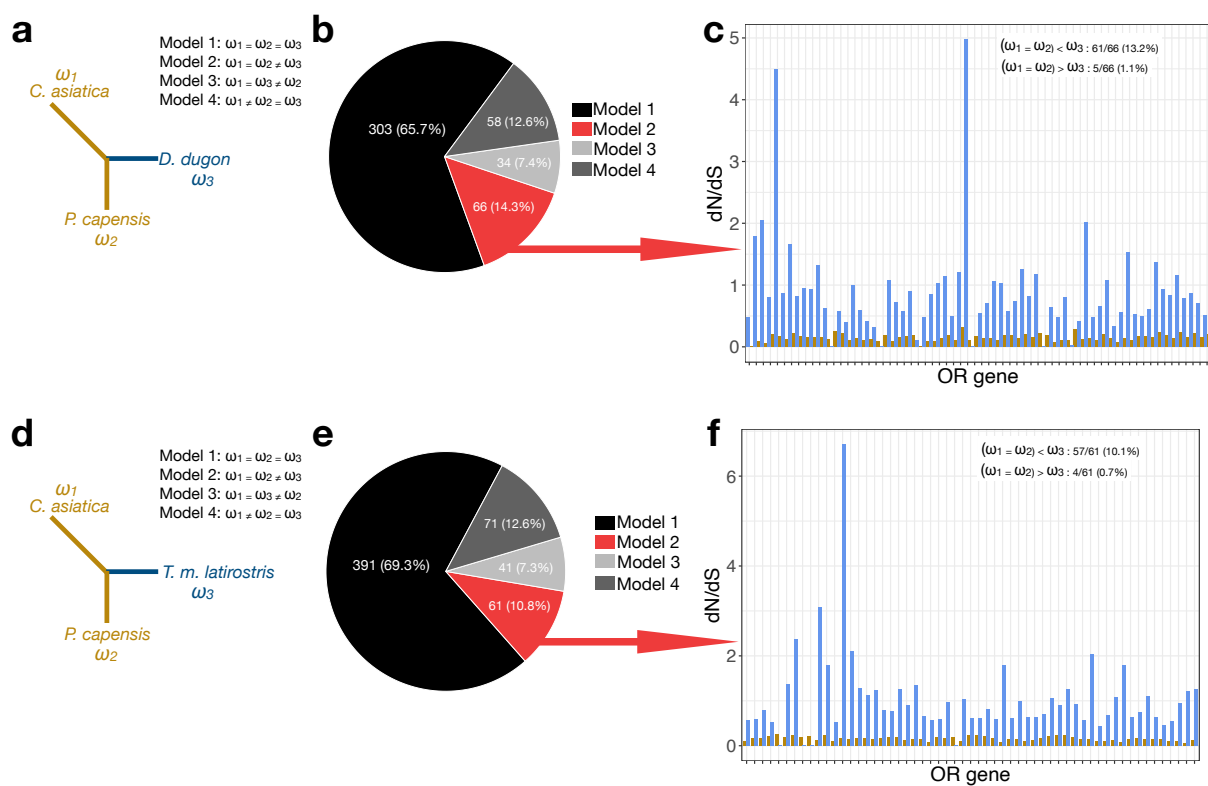 a
Model 1: ω1 = ω2 = ω3
Model 2: ω1 = ω2 ≠ ω3
Model 3: ω1 = ω3 ≠ ω2
Model 4: ω1 ≠ ω2 = ω3
ω1
C. asiatica
D. dugon
ω3
P. capensis
ω2
b
303 (65.7%)
58 (12.6%)
34 (7.4%)
66 (14.3%)
Model 1
Model 2
Model 3
Model 4
c
(ω1 = ω2) < ω3 : 61/66 (13.2%)
(ω1 = ω2) > ω3 : 5/66 (1.1%)
5
4
3
2
1
0
dN/dS
OR gene
d
Model 1: ω1 = ω2 = ω3
Model 2: ω1 = ω2 ≠ ω3
Model 3: ω1 = ω3 ≠ ω2
Model 4: ω1 ≠ ω2 = ω3
ω1
C. asiatica
T. m. latirostris
ω3
P. capensis
ω2
e
391 (69.3%)
71 (12.6%)
41 (7.3%)
61 (10.8%)
Model 1
Model 2
Model 3
Model 4
f
(ω1 = ω2) < ω3 : 57/61 (10.1%)
(ω1 = ω2) > ω3 : 4/61 (0.7%)
6
4
2
0
dN/dS
OR gene